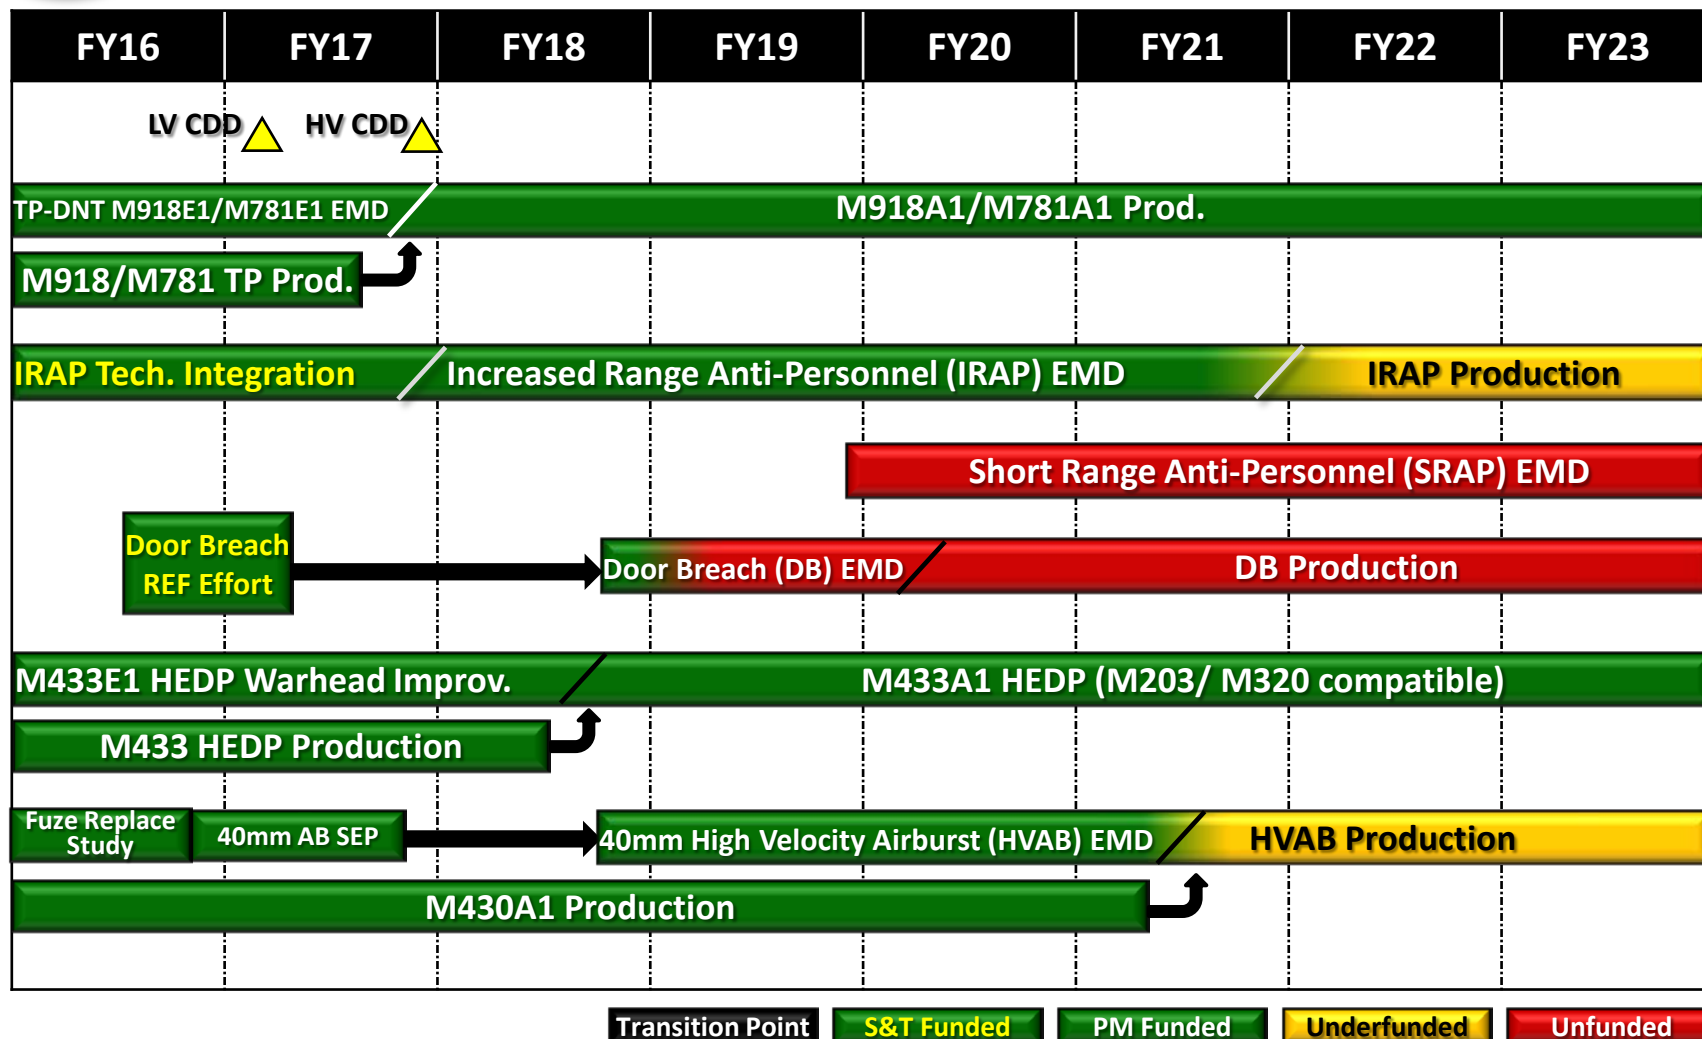 FY16 FY17 FY18 FY19 FY20 FY21 FY22 FY23
LV CDD HV CDD
TP-DNT M918E1/M781E1 EMD M918A1/M781A1 Prod.
M918/M781 TP Prod.
IRAP Tech. Integration Increased Range Anti-Personnel (IRAP) EMD IRAP Production
Short Range Anti-Personnel (SRAP) EMD
Door Breach
REF Effort
Door Breach (DB) EMD DB Production
M433E1 HEDP Warhead Improv. M433A1 HEDP (M203/ M320 compatible)
M433 HEDP Production
Fuze Replace
Study
40mm AB SEP 40mm High Velocity Airburst (HVAB) EMD HVAB Production
M430A1 Production
Transition Point S&T Funded PM Funded Underfunded Unfunded